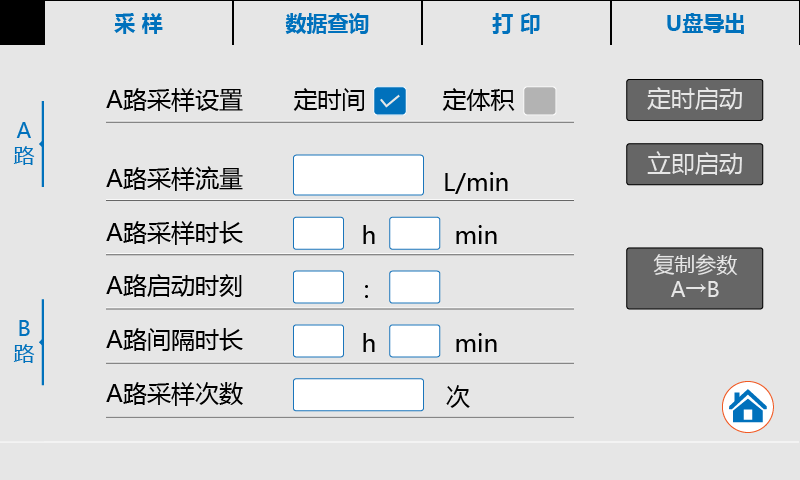 采 样 数据查询 打 印 U盘导出
A路采样设置 定时间 定体积 定时启动
A
路
立即启动
A路采样流量 L/min
A路采样时长 h min
复制参数
A→B
A路启动时刻 :
B
路
A路间隔时长 h min
A路采样次数 次